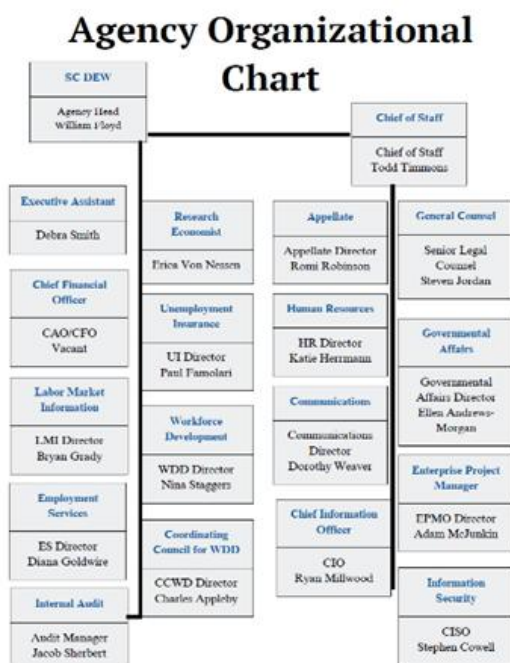 Agency Organizational
Chart
SC DEW
Agency Head
William Floyd
Chief of Staff
Chief of Staff
Todd Timmons
Executive Assistant
Debra Smith
Research
Economist
Erica Von Nessen
Appellate
Appellate Director
Romi Robinson
General Counsel
Senior Legal
Counsel
Steven Jordan
Chief Financial
Officer
CAO/CFO
Vacant
Unemployment
Insurance
UI Director
Paul Famolari
Human Resources
HR Director
Katie Herrmann
Governmental
Affairs
Governmental
Affairs Director
Ellen Andrews-
Morgan
Labor Market
Information
LMI Director
Bryan Grady
Workforce
Development
WDD Director
Nina Staggers
Communications
Communications
Director
Dorothy Weaver
Enterprise Project
Manager
EPMO Director
Adam McJunkin
Employment
Services
ES Director
Diana Goldwire
Coordinating
Council for WDD
CCWD Director
Charles Appleby
Chief Information
Officer
CIO
Ryan Millwood
Information
Security
CISO
Stephen Cowell
Internal Audit
Audit Manager
Jacob Sherbert